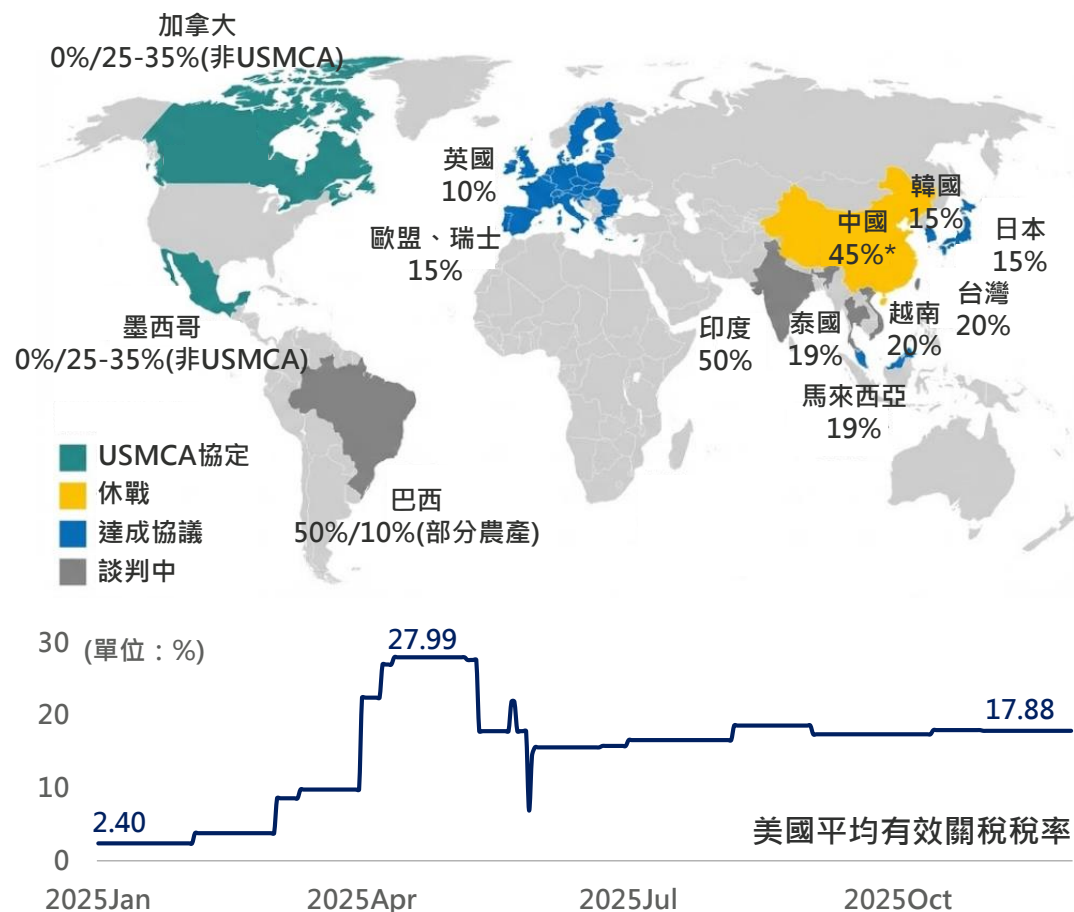 加拿大
0%/25-35%(非USMCA)
英國
10%
歐盟、瑞士
15%
韓國
15%
中國
45%*
日本
15%
台灣
20%
墨西哥
0%/25-35%(非USMCA)
印度
50%
泰國
19%
越南
20%
馬來西亞
19%
USMCA協定
休戰
達成協議
談判中
巴西
50%/10%(部分農產)
30
(單位：%)
27.99
20
17.88
10
2.40
美國平均有效關稅稅率
0
2025Jan
2025Apr
2025Jul
2025Oct